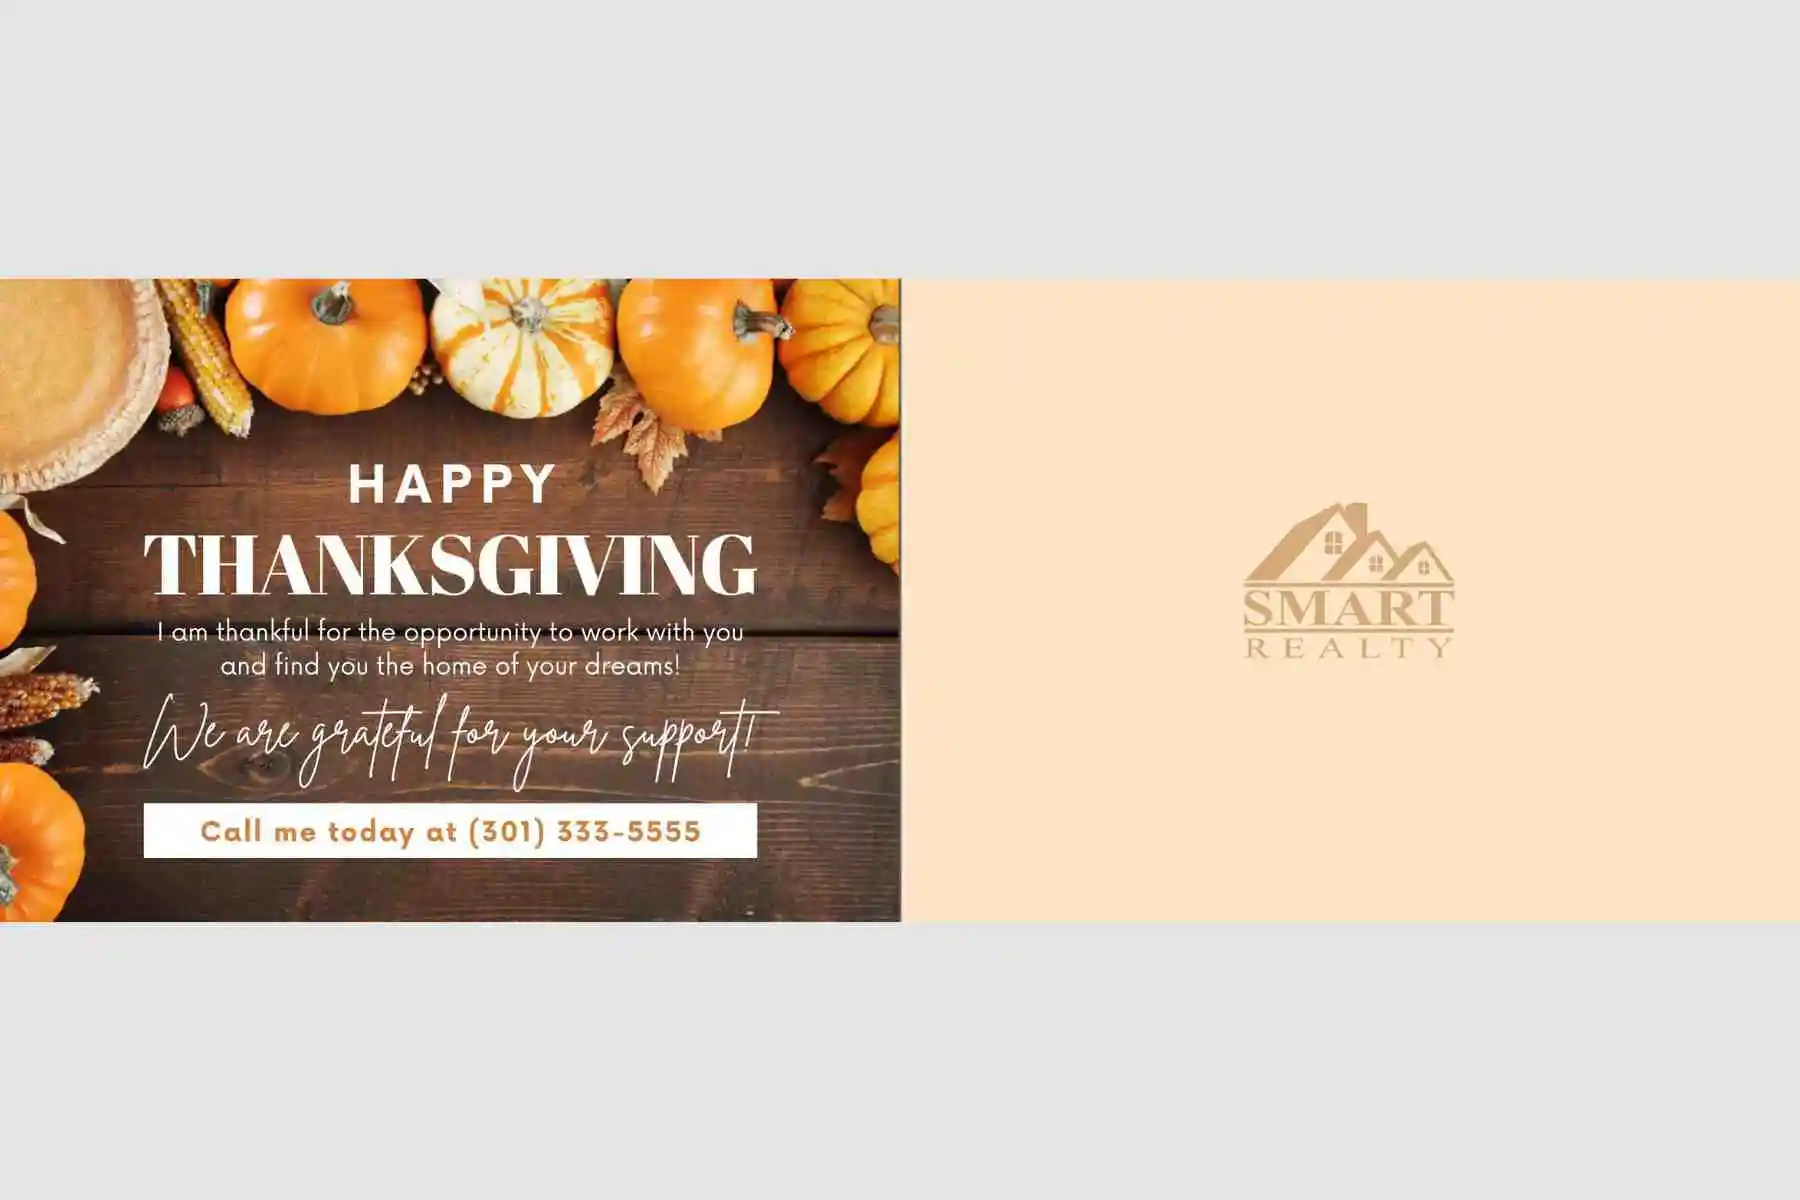 HAPPY
THANKSGIVING
I am thankful for the opportunity to work with you
and find you the home of your dreams!
We are grateful for your support!
Call me today at (301) 333-5555
SMART
REALTY